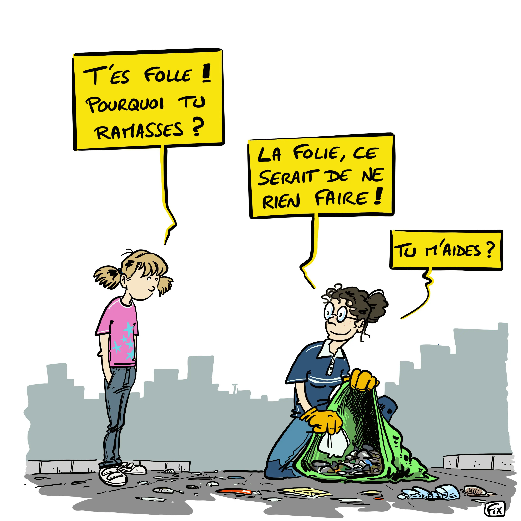 T'ES FOLLE !
POURQUOI TU
RAMASSES ?
LA FOLIE, CE
SERAIT DE NE
RIEN FAIRE !
TU M'AIDES ?
FIX